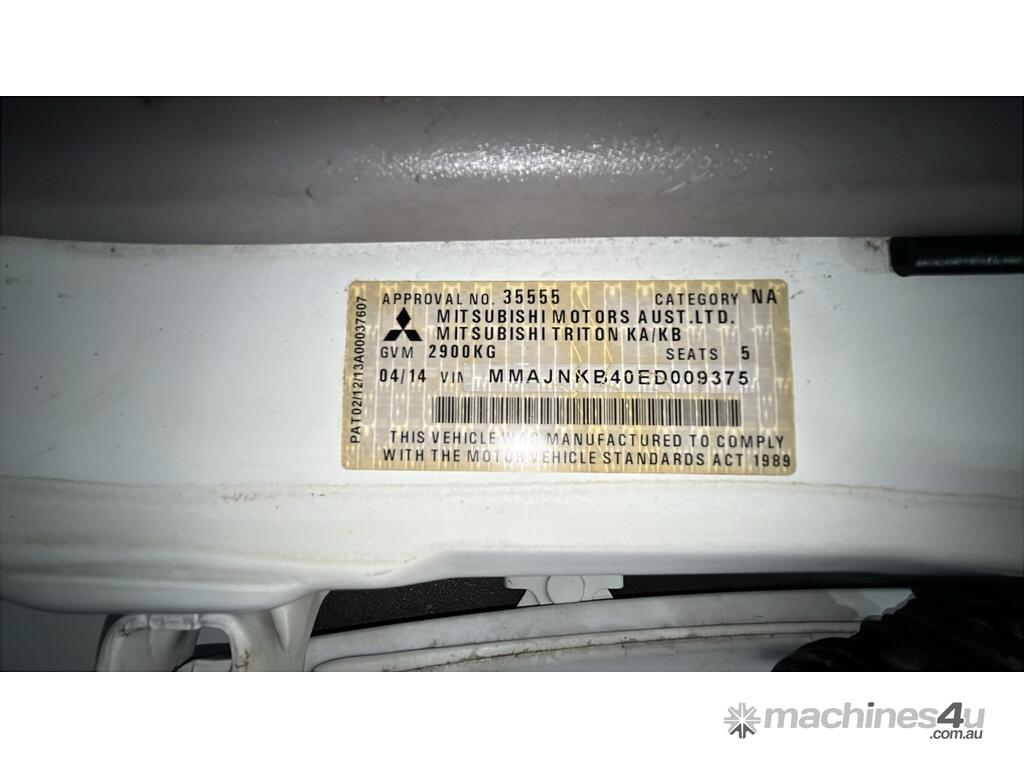 APPROVAL NO. 35555 CATEGORY NA
MITSUBISHI MOTORS AUST.LTD.
MITSUBISHI TRITON KA/KB
GVM 2900KG SEATS 5
04/14 VIN MMAJNKB40ED009375
THIS VEHICLE WAS MANUFACTURED TO COMPLY
WITH THE MOTOR VEHICLE STANDARDS ACT 1989
PAT02/12/13A00037607
machines4u
.com.au